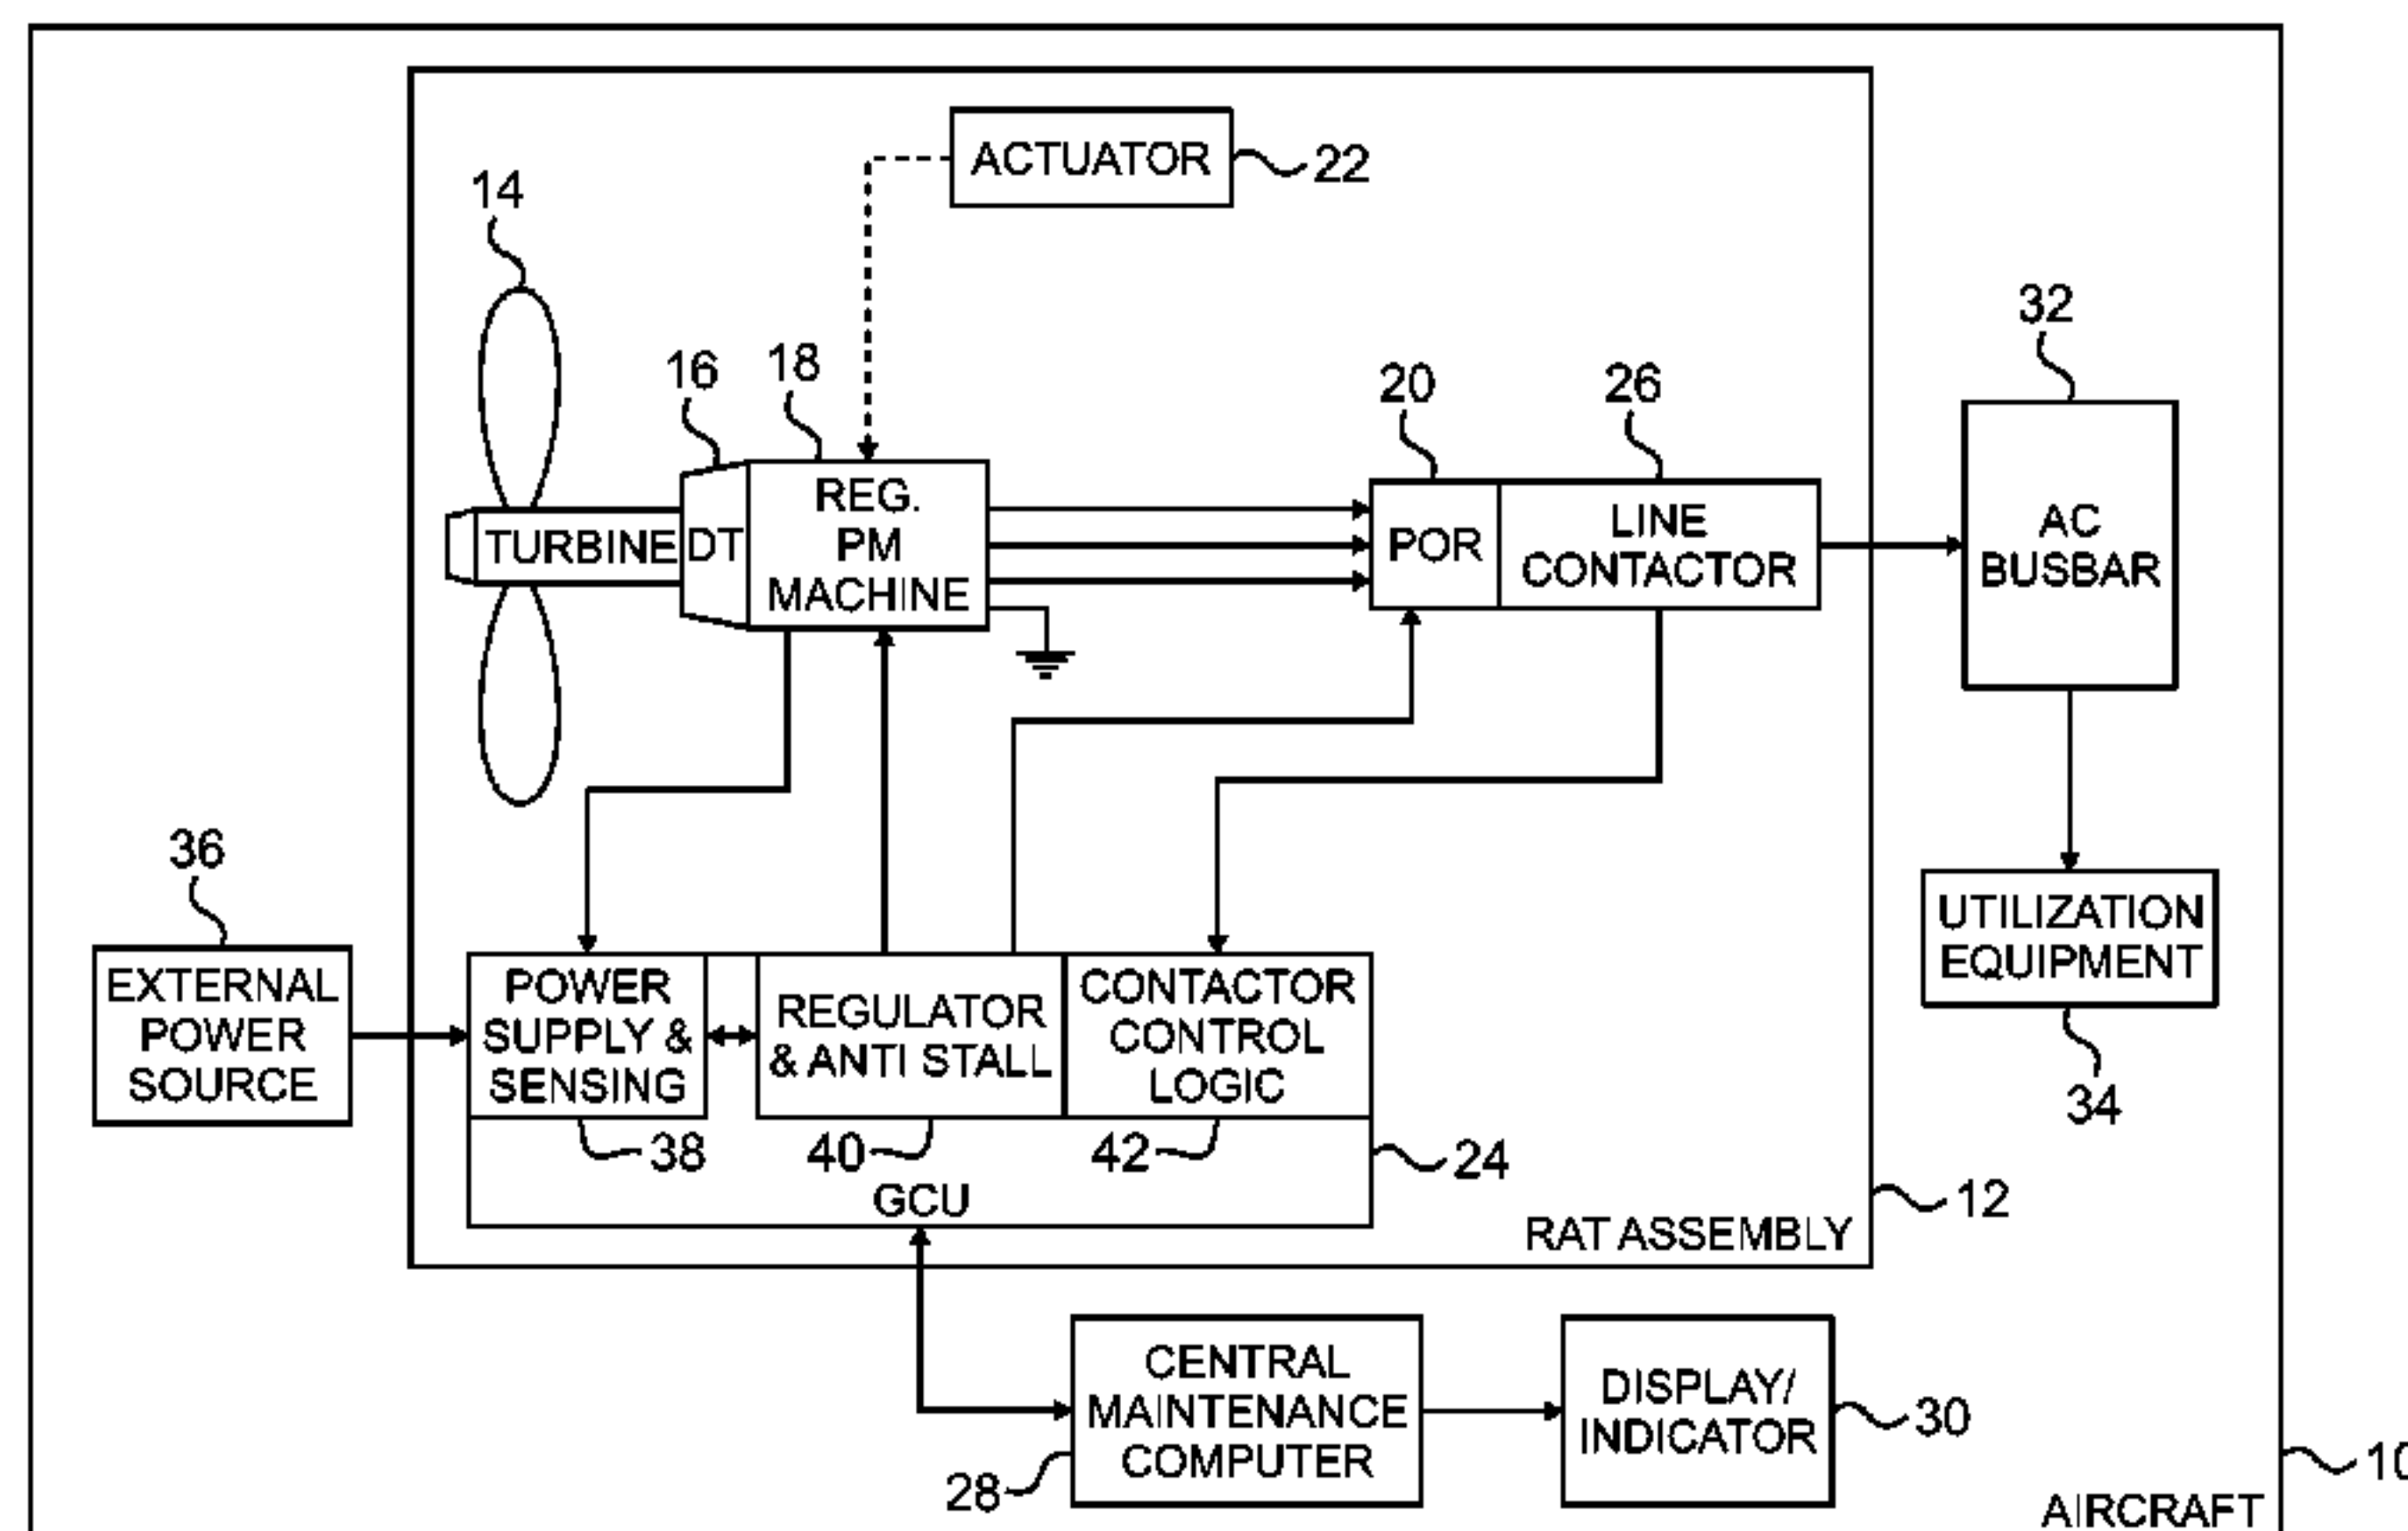 ACTUATOR
22
14
16
18
20
26
32
TURBINE
DT
REG.
PM
MACHINE
POR
LINE
CONTACTOR
AC
BUSBAR
36
EXTERNAL
POWER
SOURCE
POWER
SUPPLY &
SENSING
REGULATOR
& ANTI STALL
CONTACTOR
CONTROL
LOGIC
UTILIZATION
EQUIPMENT
34
38
40
42
24
GCU
12
RAT ASSEMBLY
CENTRAL
MAINTENANCE
COMPUTER
28
DISPLAY/
INDICATOR
30
10
AIRCRAFT